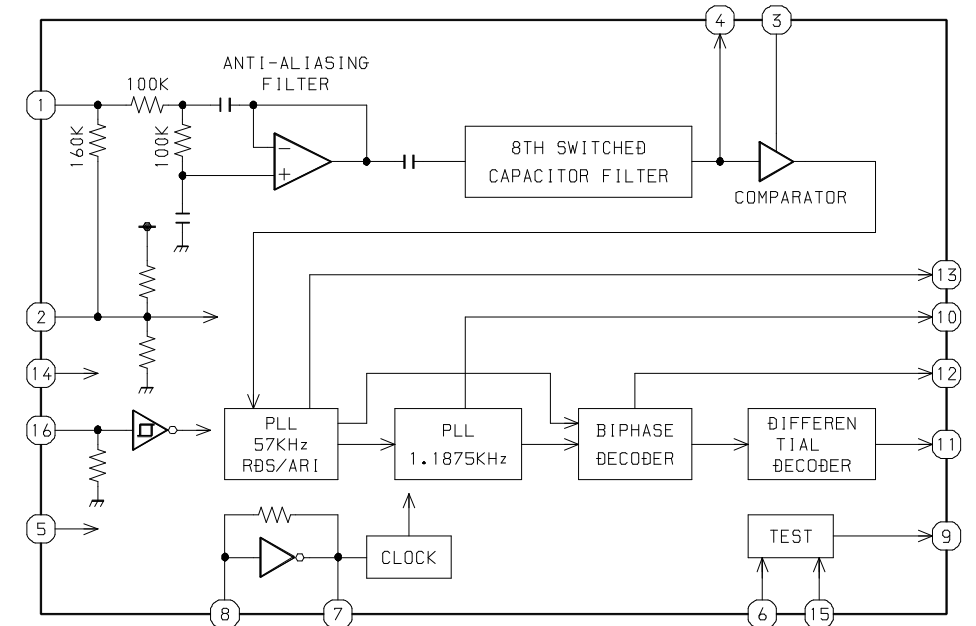 4
3
ANTI-ALIASING
FILTER
100K
1
160K
100K
−
+
8TH SWITCHED
CAPACITOR FILTER
COMPARATOR
13
2
10
14
12
16
PLL
57KHz
RDS/ARI
PLL
1.1875KHz
BIPHASE
DECODER
DIFFEREN
TIAL
DECODER
11
5
CLOCK
TEST
9
8
7
6
15